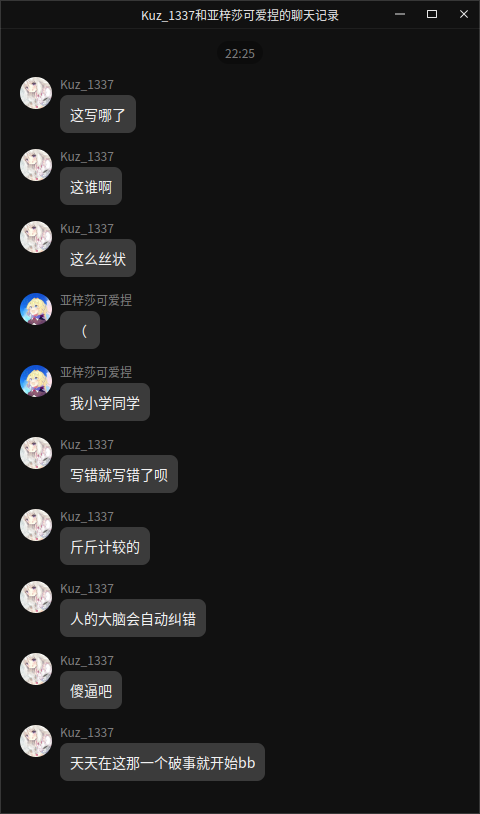 Kuz_1337和亚梓莎可爱捏的聊天记录
22:25
Kuz_1337
这写哪了
Kuz_1337
这谁啊
Kuz_1337
这么丝状
亚梓莎可爱捏
（
亚梓莎可爱捏
我小学同学
Kuz_1337
写错就写错了呗
Kuz_1337
斤斤计较的
Kuz_1337
人的大脑会自动纠错
Kuz_1337
傻逼吧
Kuz_1337
天天在这那一个破事就开始bb